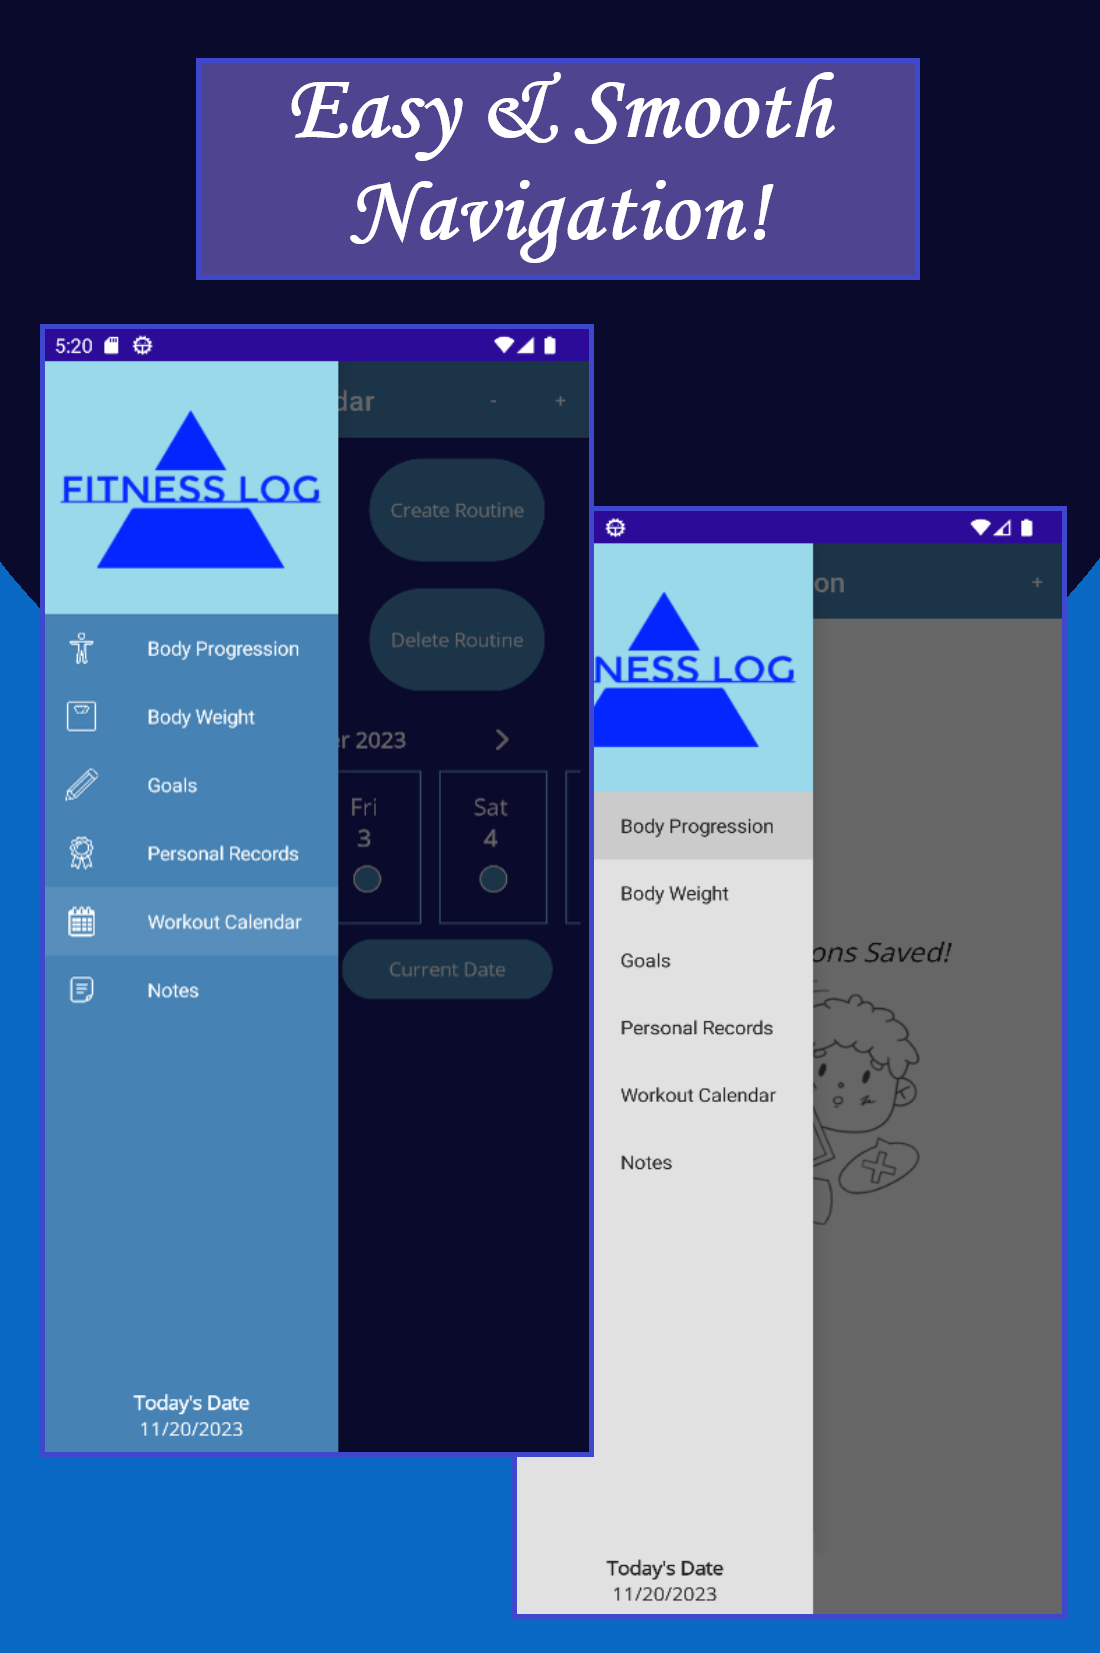 Easy & Smooth
Navigation!
5:20
FITNESS LOG
Body Progression
Body Weight
Goals
Personal Records
Workout Calendar
Notes
Today's Date
11/20/2023
dar
-
+
Create Routine
Delete Routine
r 2023
Fri
3
Sat
4
Current Date
NESS LOG
Body Progression
Body Weight
Goals
Personal Records
Workout Calendar
Notes
Today's Date
11/20/2023
on
+
ons Saved!